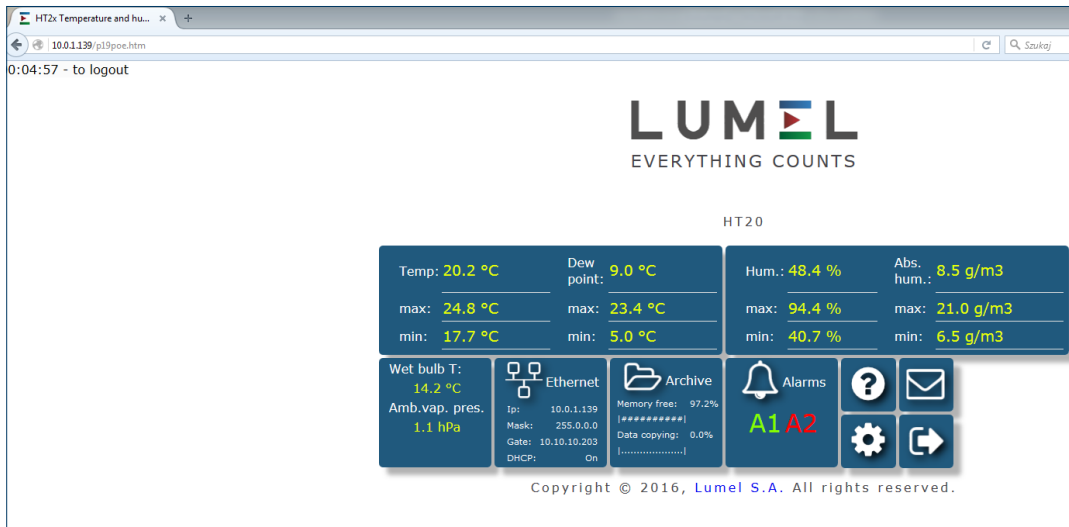 HT2x Temperature and hu... × +
10.0.1.139/p19poe.htm
Szukaj
0:04:57 - to logout
LUMEL
EVERYTHING COUNTS
HT20
Temp: 20.2 °C Dew point: 9.0 °C Hum.: 48.4 % Abs. hum.: 8.5 g/m3
max: 24.8 °C max: 23.4 °C max: 94.4 % max: 21.0 g/m3
min: 17.7 °C min: 5.0 °C min: 40.7 % min: 6.5 g/m3
Wet bulb T:
14.2 °C
Amb.vap. pres.
1.1 hPa
Ethernet
Ip: 10.0.1.139
Mask: 255.0.0.0
Gate: 10.10.10.203
DHCP: On
Archive
Memory free: 97.2%
|##########|
Data copying: 0.0%
|...................|
Alarms
A1 A2
?
Copyright © 2016, Lumel S.A. All rights reserved.